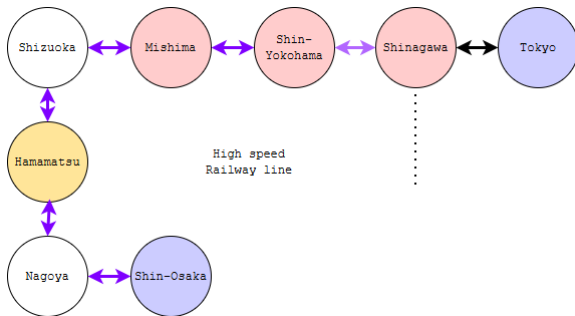 Shizuoka
Mishima
Shin-
Yokohama
Shinagawa
Tokyo
Hamamatsu
High speed
Railway line
Nagoya
Shin-Osaka